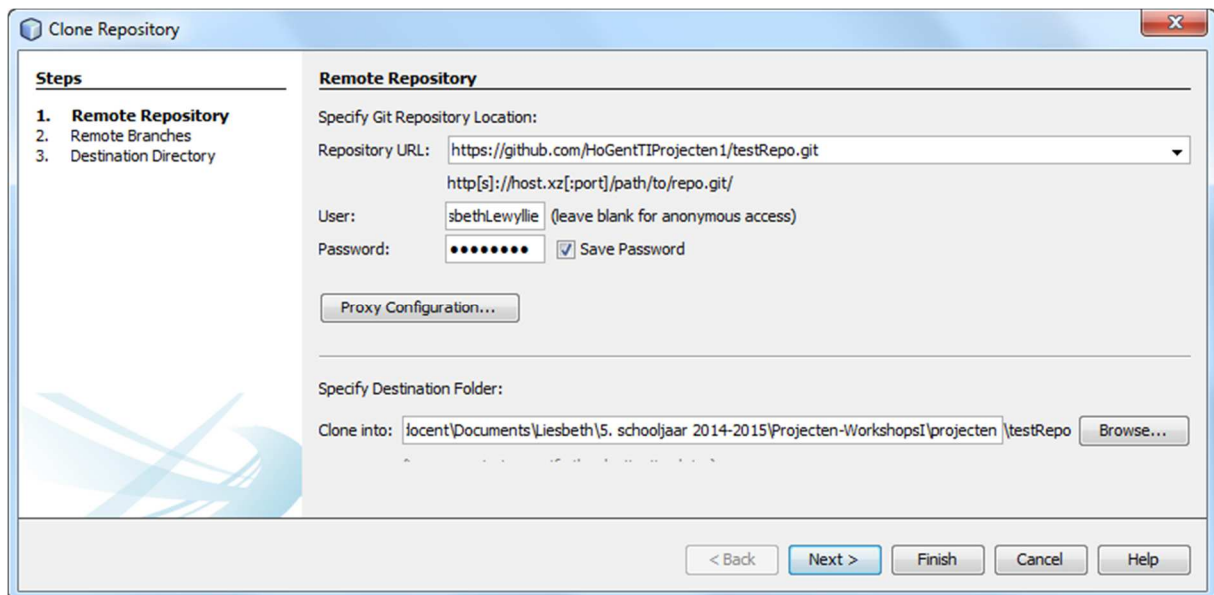 Clone Repository
Steps
1. Remote Repository
2. Remote Branches
3. Destination Directory
Remote Repository
Specify Git Repository Location:
Repository URL: https://github.com/HoGentTIProjecten1/testRepo.git
http[s]://host.xz[:port]/path/to/repo.git/
User: sbethLewyllie (leave blank for anonymous access)
Password: •••••••• Save Password
Proxy Configuration...
Specify Destination Folder:
Clone into: docent\Documents\Liesbeth\5. schooljaar 2014-2015\Projecten-WorkshopsI\projecten \testRepo Browse...
< Back Next > Finish Cancel Help